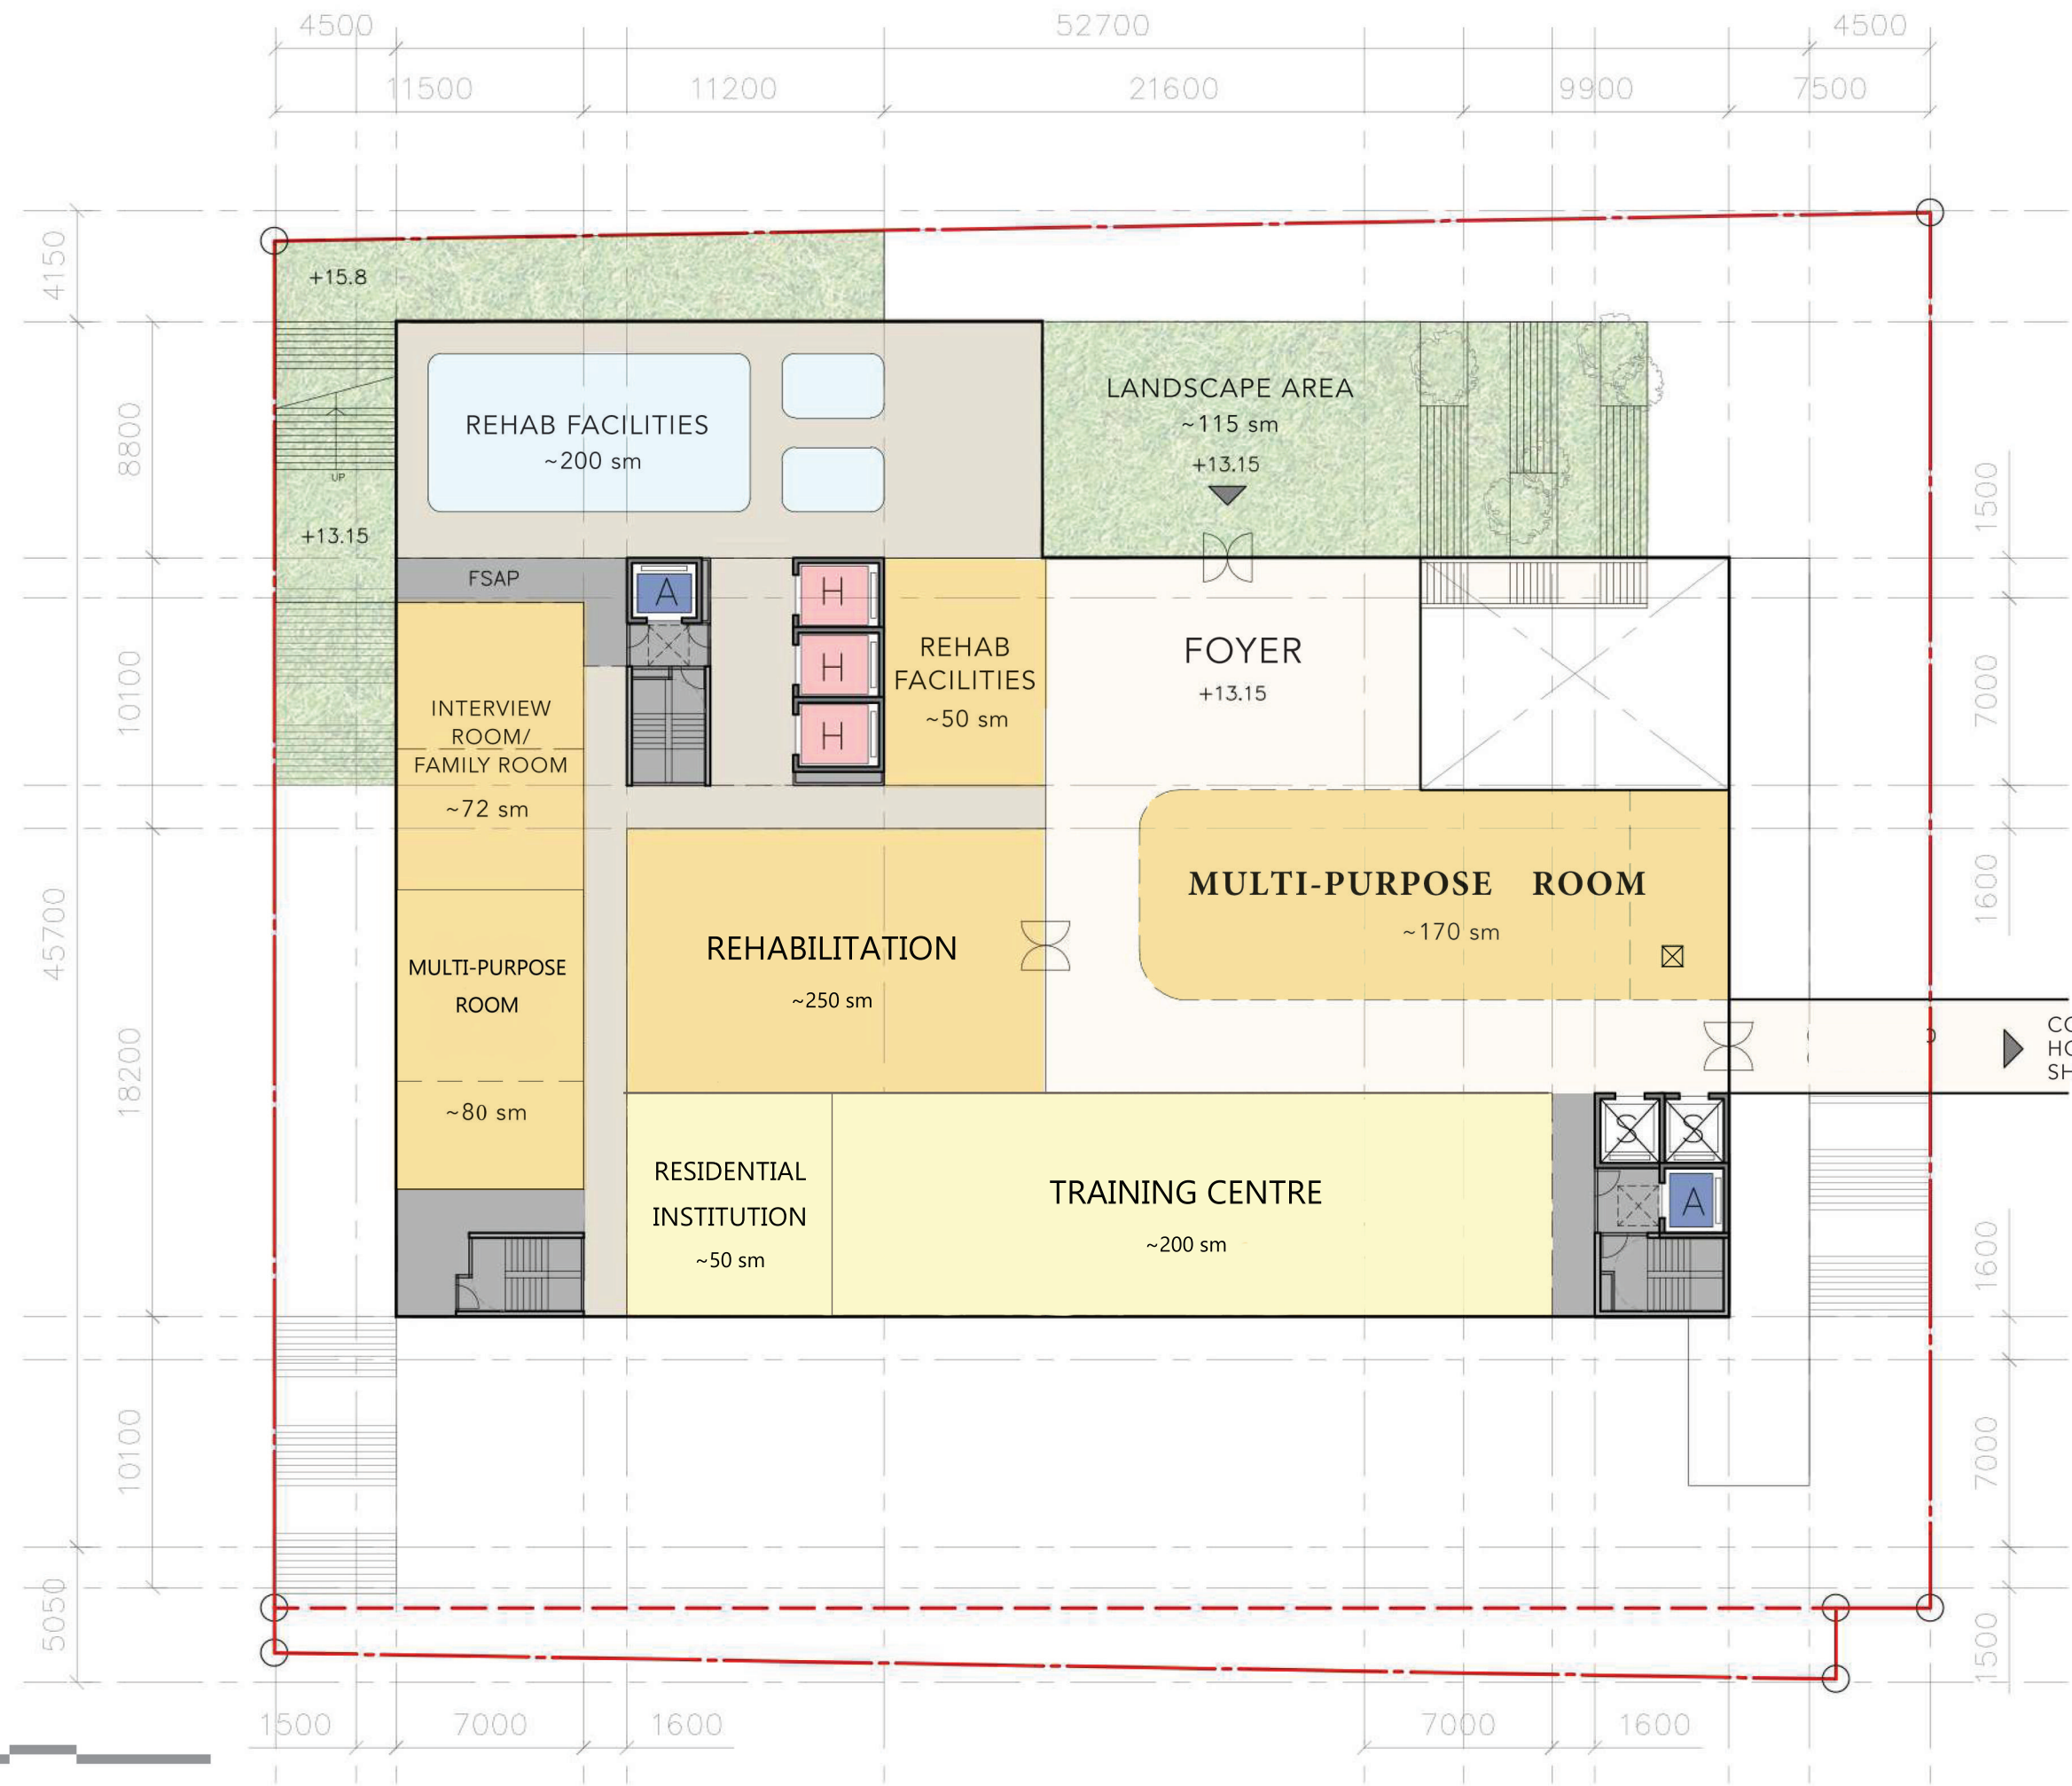 4500
52700
4500
11500
11200
21600
9900
7500
4150
+15.8
8800
REHAB FACILITIES
~200 sm
LANDSCAPE AREA
~115 sm
+13.15
UP
+13.15
1500
FSAP
A
H
H
H
REHAB
FACILITIES
~50 sm
FOYER
+13.15
10100
7000
INTERVIEW
ROOM/
FAMILY ROOM
~72 sm
45700
MULTI-PURPOSE ROOM
~170 sm
1600
REHABILITATION
~250 sm
MULTI-PURPOSE
ROOM
~80 sm
18200
CO
HO
SH
S
S
A
RESIDENTIAL
INSTITUTION
~50 sm
TRAINING CENTRE
~200 sm
1600
10100
7000
5050
1500
1500
7000
1600
7000
1600